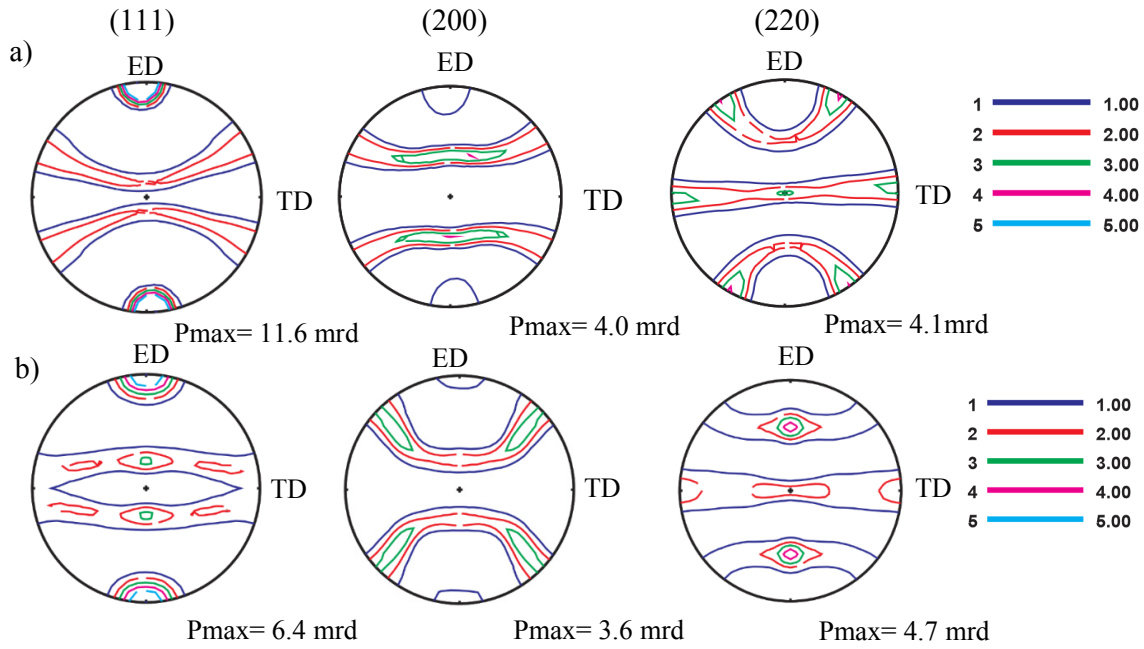 (111) (200) (220)
a)
ED ED ED
TD TD TD
1 1.00
2 2.00
3 3.00
4 4.00
5 5.00
Pmax= 11.6 mrd Pmax= 4.0 mrd Pmax= 4.1mrd
b)
ED ED ED
TD TD TD
1 1.00
2 2.00
3 3.00
4 4.00
5 5.00
Pmax= 6.4 mrd Pmax= 3.6 mrd Pmax= 4.7 mrd